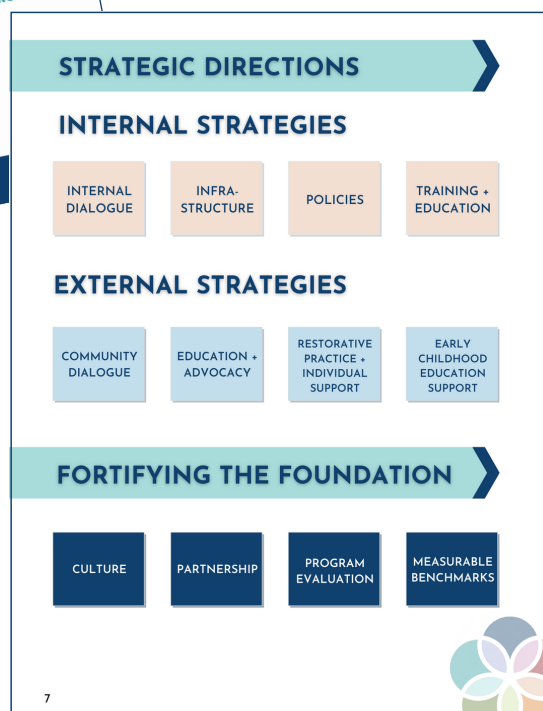 STRATEGIC DIRECTIONS
INTERNAL STRATEGIES
INTERNAL
DIALOGUE
INFRA-
STRUCTURE
POLICIES
TRAINING +
EDUCATION
EXTERNAL STRATEGIES
COMMUNITY
DIALOGUE
EDUCATION +
ADVOCACY
RESTORATIVE
PRACTICE +
INDIVIDUAL
SUPPORT
EARLY
CHILDHOOD
EDUCATION
SUPPORT
FORTIFYING THE FOUNDATION
CULTURE
PARTNERSHIP
PROGRAM
EVALUATION
MEASURABLE
BENCHMARKS
7